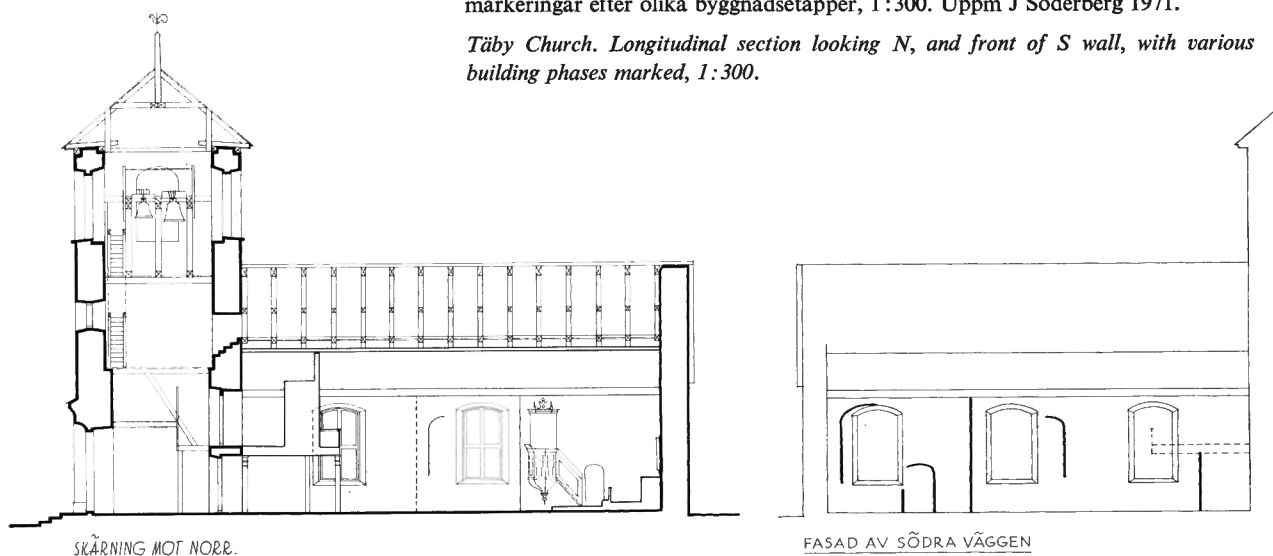 markeringar efter olika byggnadsetapper, 1:300. Uppm J Söderberg 1971.
Täby Church. Longitudinal section looking N, and front of S wall, with various
building phases marked, 1:300.
SKÄRNING MOT NORR.
FASAD AV SÖDRA VÄGGEN